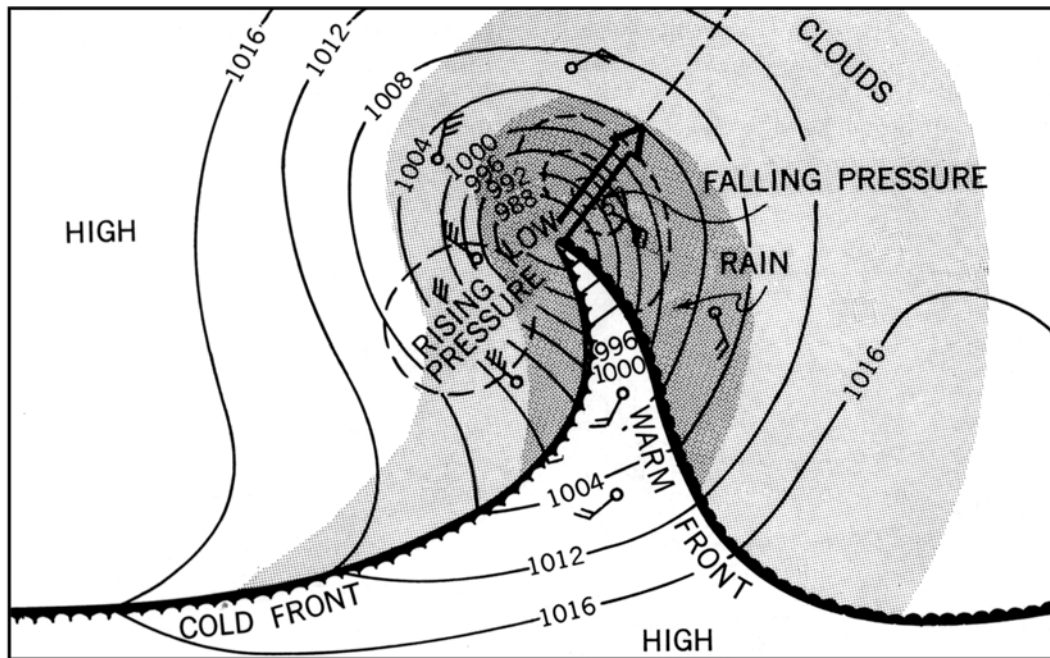 1016
1012
1008
1004
1000
996
992
988
CLOUDS
HIGH
LOW
FALLING PRESSURE
RAIN
RISING
PRESSURE
996
1000
1016
WARM
FRONT
1004
1012
COLD FRONT
1016
HIGH